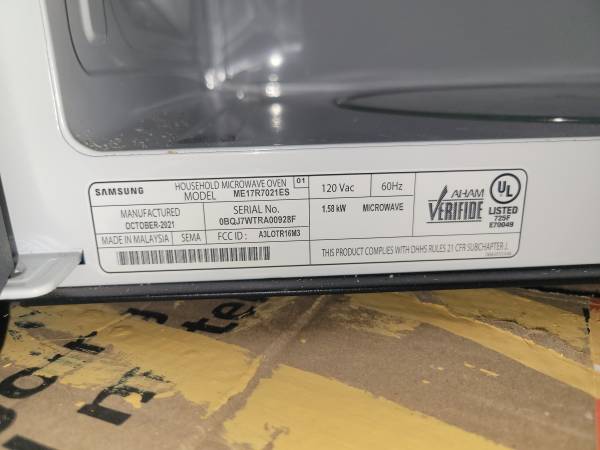 SAMSUNG
HOUSEHOLD MICROWAVE OVEN 01
MODEL ME17R7021ES
MANUFACTURED
OCTOBER-2021
SERIAL No.
0BQJ7WTRA00928F
MADE IN MALAYSIA SEMA FCC ID : A3LOTR16M3
120 Vac 60Hz
1.58 kW MICROWAVE
THIS PRODUCT COMPLIES WITH DHHS RULES 21 CFR SUBCHAPTER J.
AHAM
VERIFIDE
UL
LISTED
725F
E70049